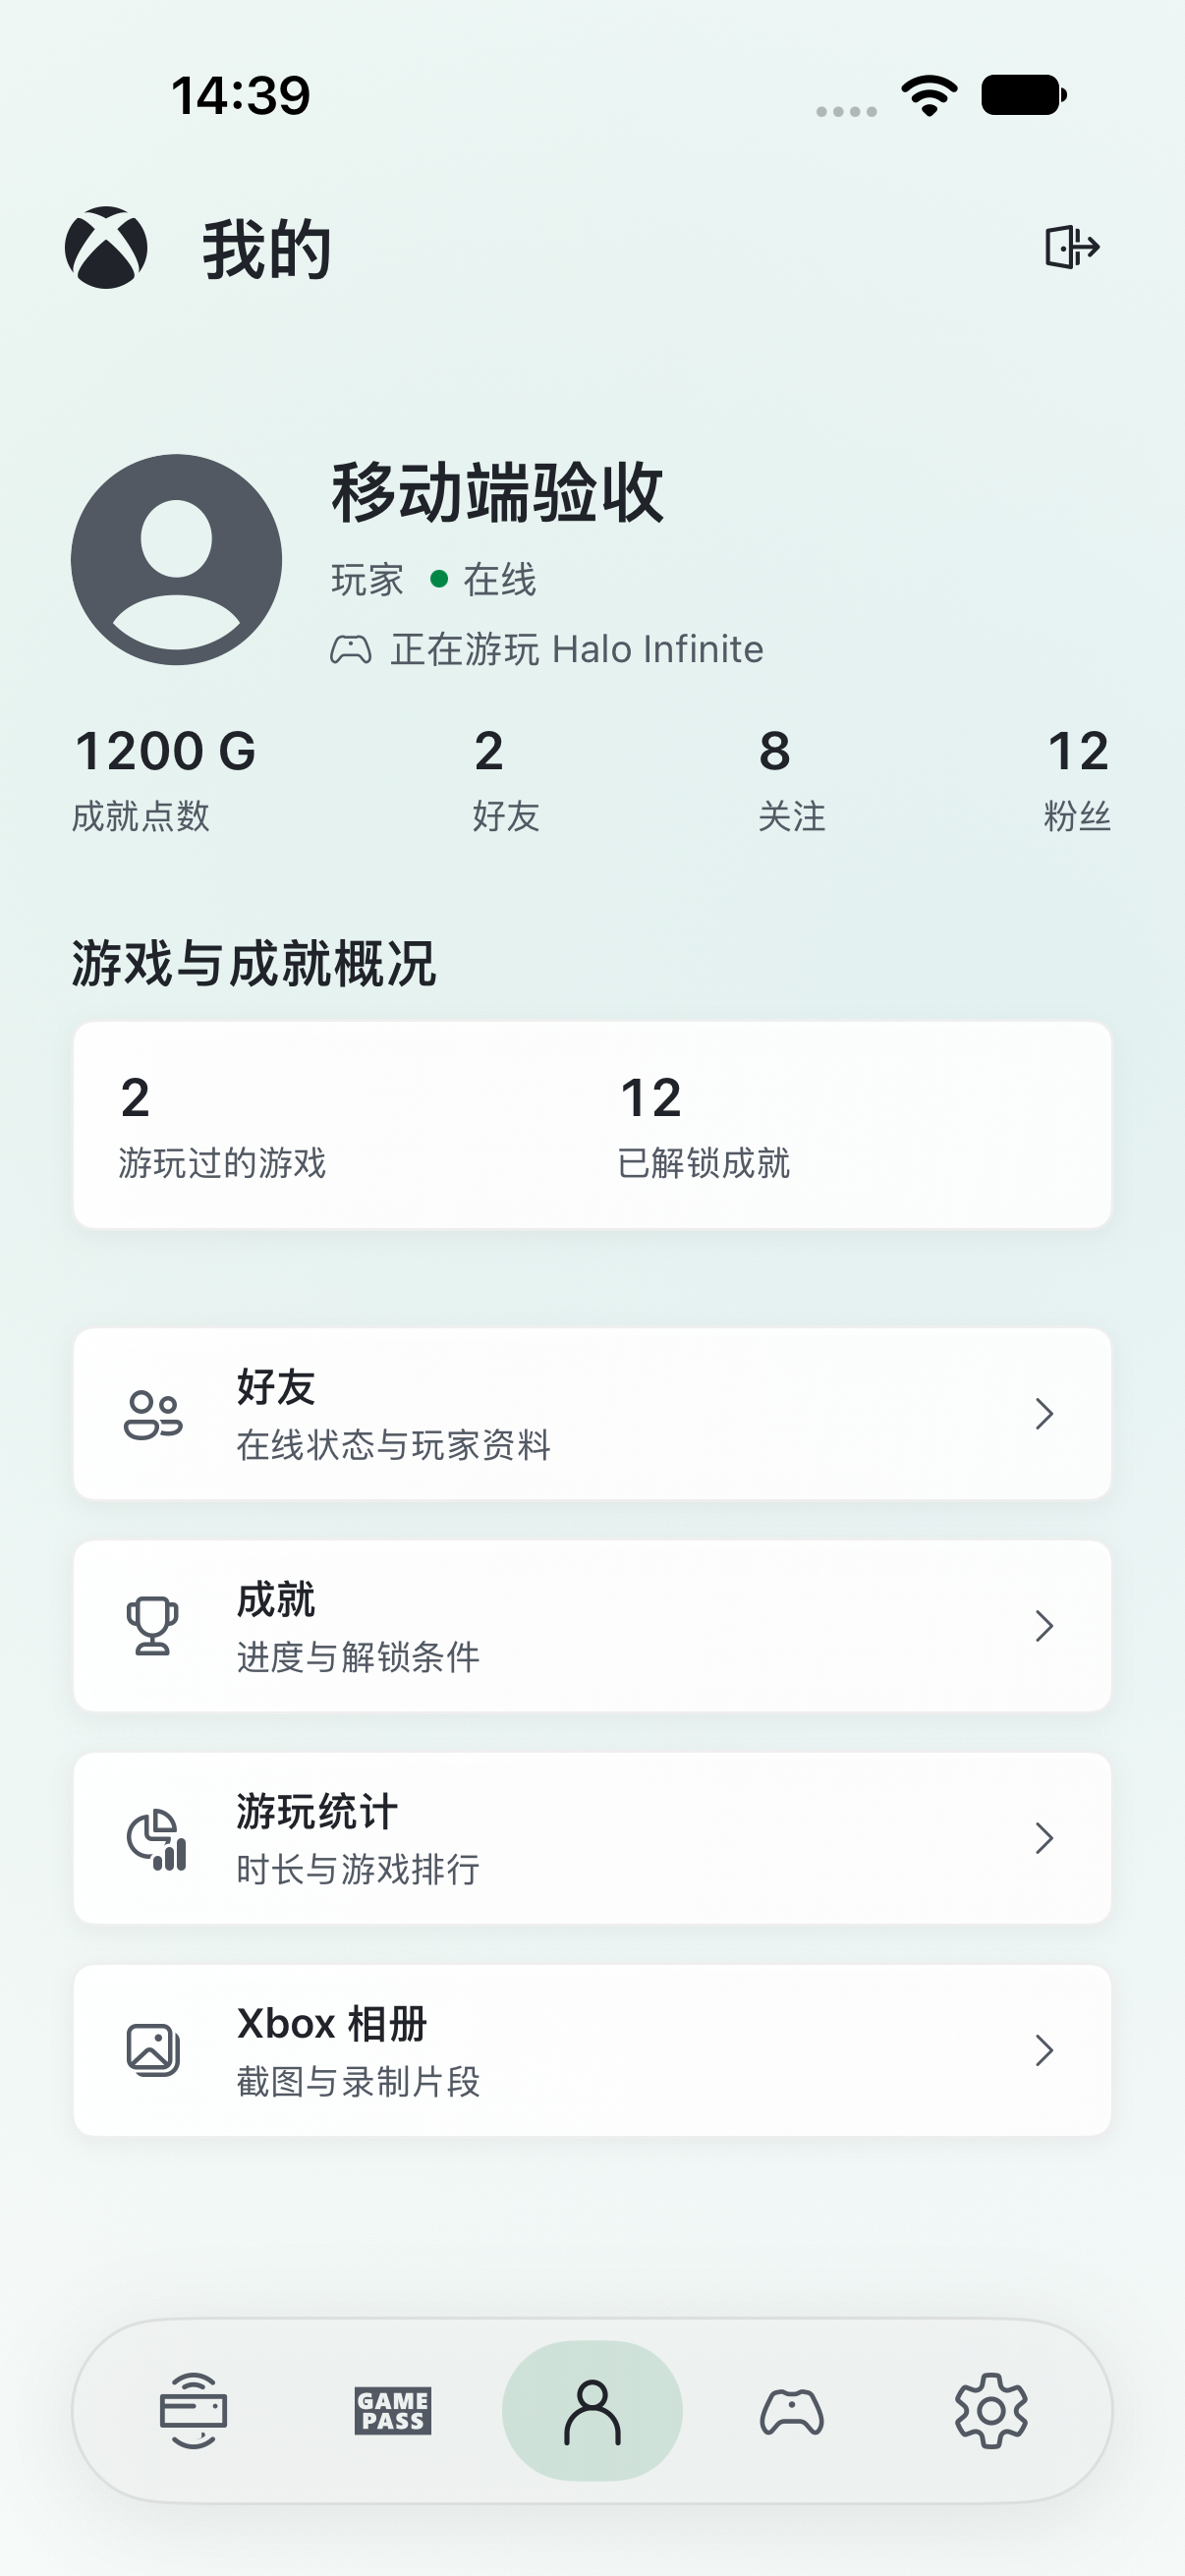 14:39
我的
移动端验收
玩家 在线
正在游玩 Halo Infinite
1200 G 2 8 12
成就点数 好友 关注 粉丝
游戏与成就概况
2 12
游玩过的游戏 已解锁成就
好友
在线状态与玩家资料
成就
进度与解锁条件
游玩统计
时长与游戏排行
Xbox 相册
截图与录制片段
GAME
PASS